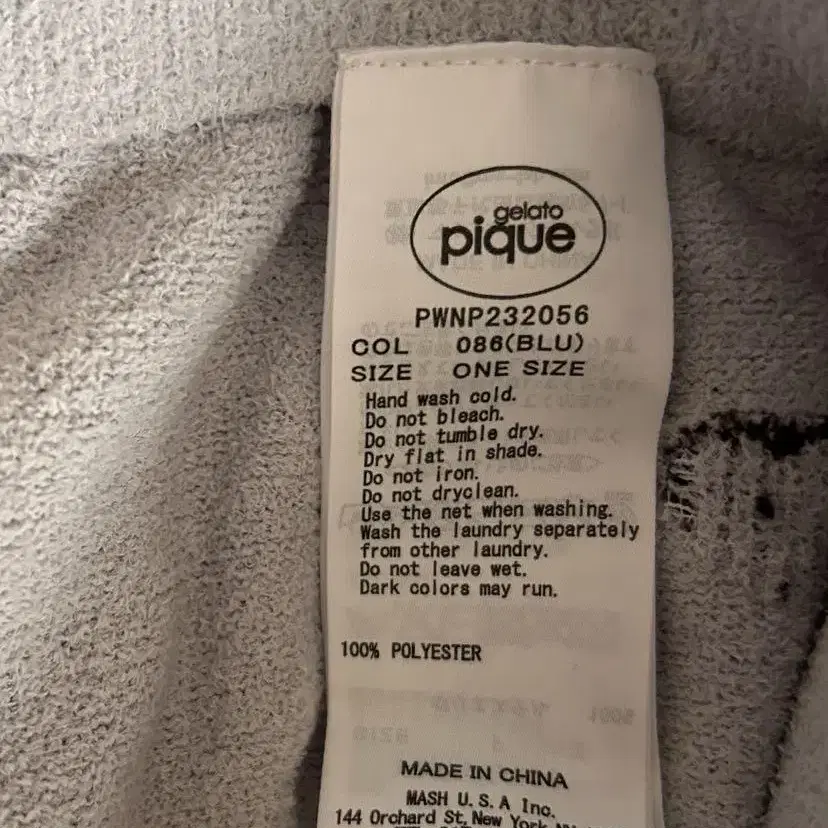 gelato
pique
PWNP232056
COL 086(BLU)
SIZE ONE SIZE
Hand wash cold.
Do not bleach.
Do not tumble dry.
Dry flat in shade.
Do not iron.
Do not dryclean.
Use the net when washing.
Wash the laundry separately
from other laundry.
Do not leave wet.
Dark colors may run.
100% POLYESTER
MADE IN CHINA
MASH U.S.A Inc.
144 Orchard St, New York